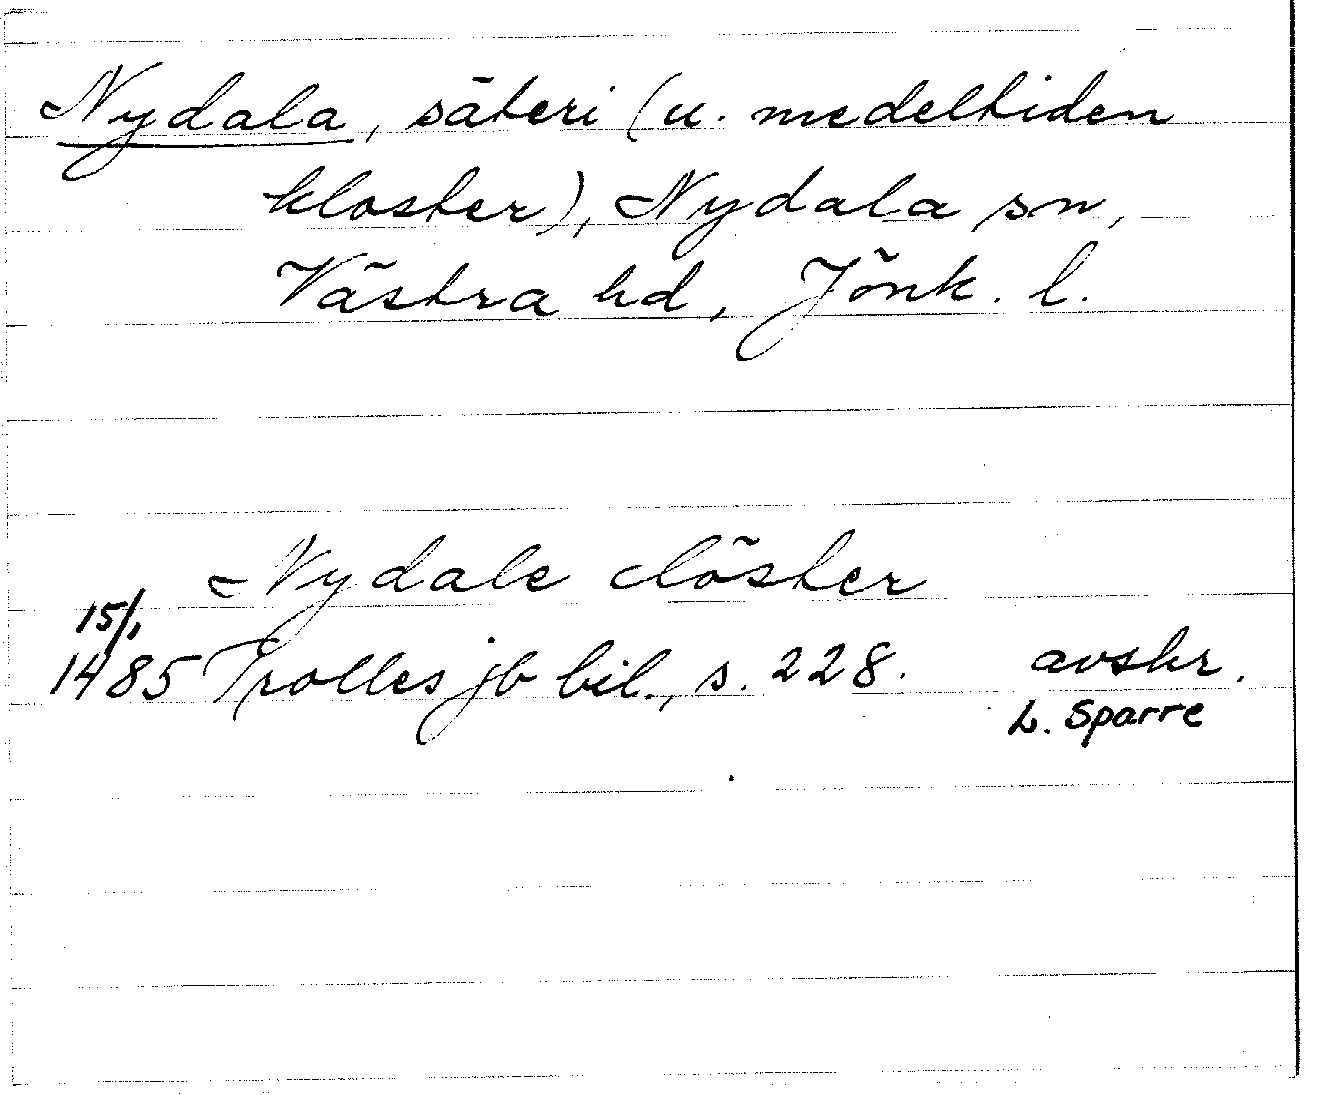 Nydala, säteri (u. medeltiden
kloster), Nydala sn,
Västra hd, Jönk. l.
Nydale clöster
15/1
1485 Trolles jb bil., s. 228. avskr.
L. Sparre